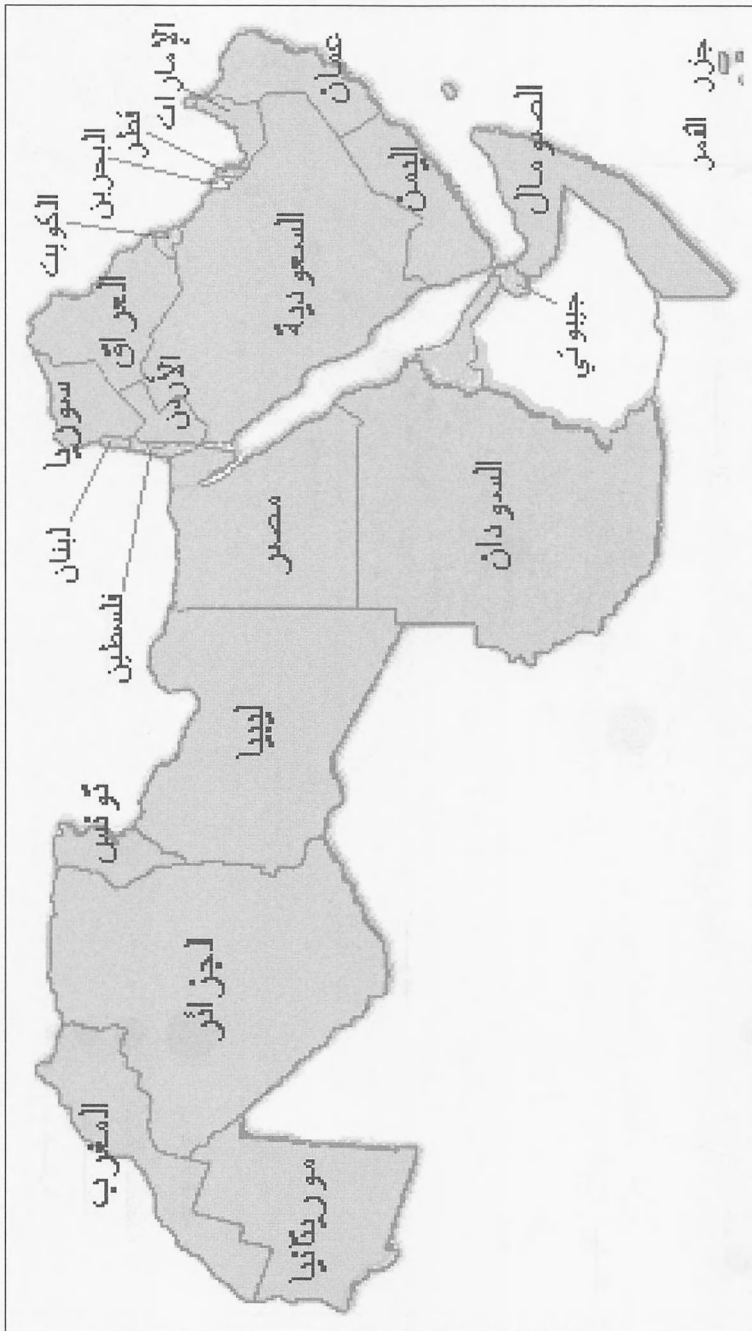 المغرب
موريتانيا
لجزائر
تونس
ليبيا
مصر
السودان
فلسطين
لبنان
سوريا
الأردن
العراق
الكويت
السعودية
البحرين
قطر
الإمارات
عمان
اليمن
جيبوتي
الصومال
جزر
القمر